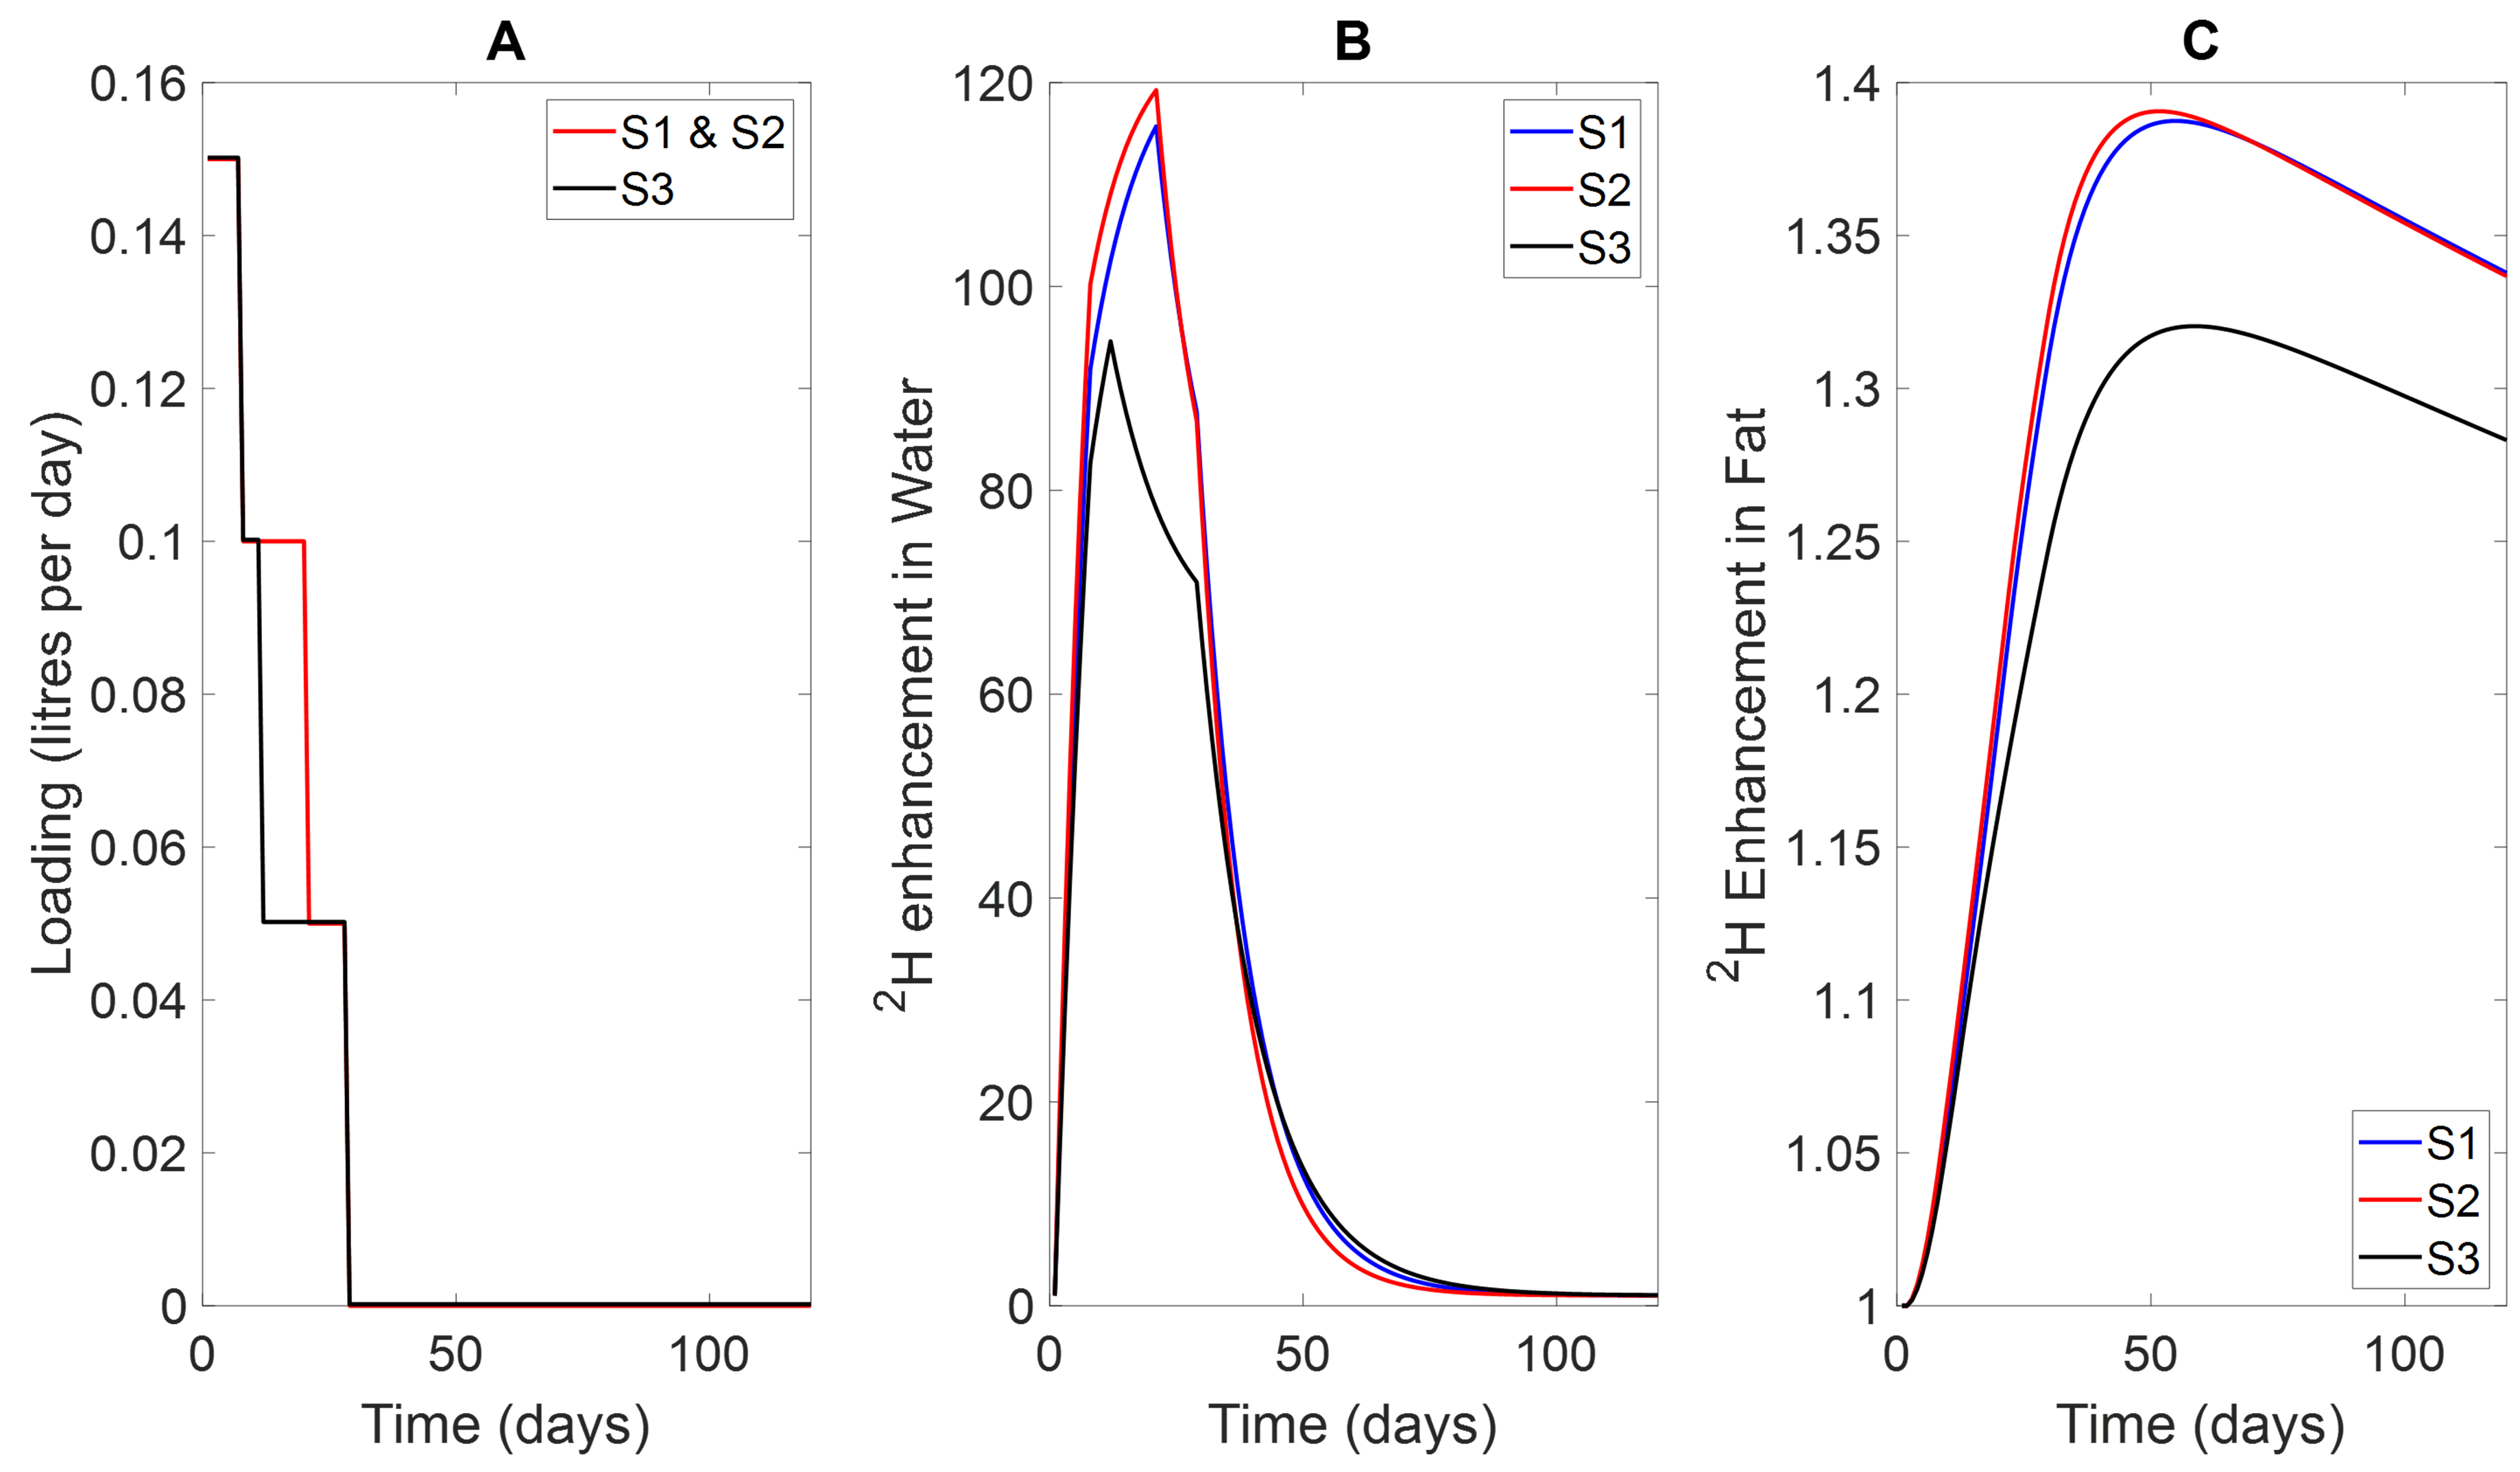 A
0.16
0.14
0.12
0.1
0.08
0.06
0.04
0.02
0
0
50
100
Loading (litres per day)
Time (days)
S1 & S2
S3
B
120
100
80
60
40
20
0
0
50
100
²H enhancement in Water
Time (days)
S1
S2
S3
C
1.4
1.35
1.3
1.25
1.2
1.15
1.1
1.05
1
0
50
100
²H Enhancement in Fat
Time (days)
S1
S2
S3